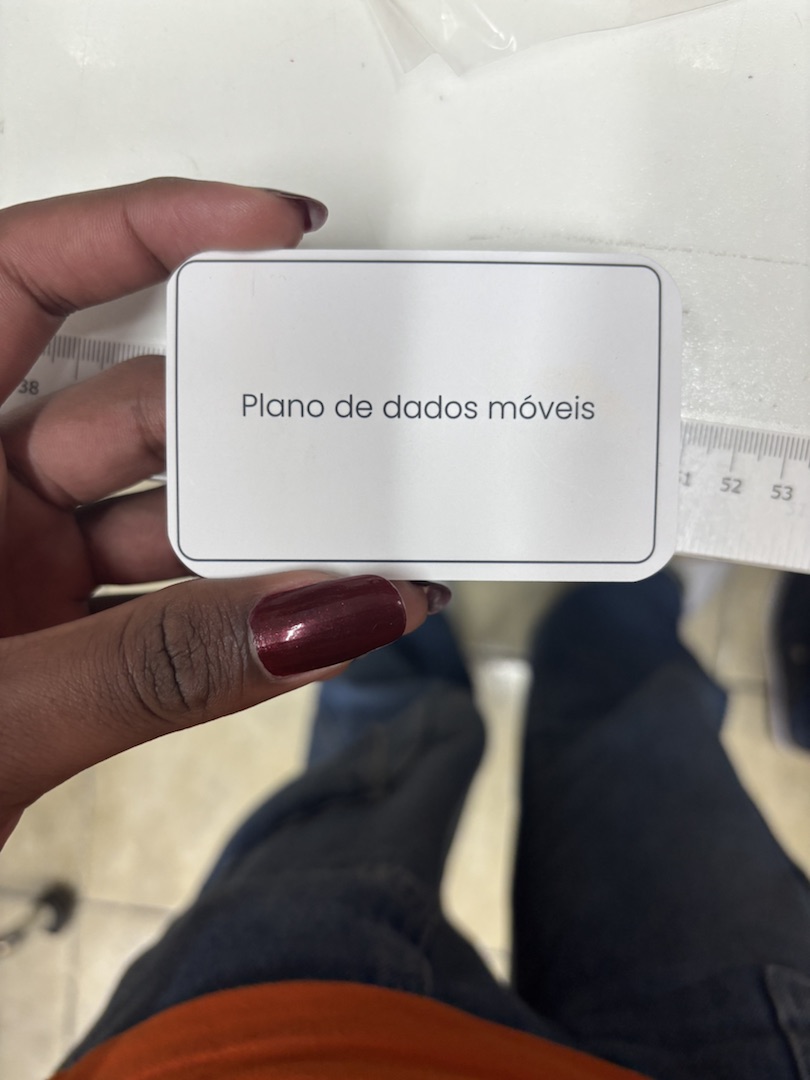 Plano de dados móveis
38
52
53